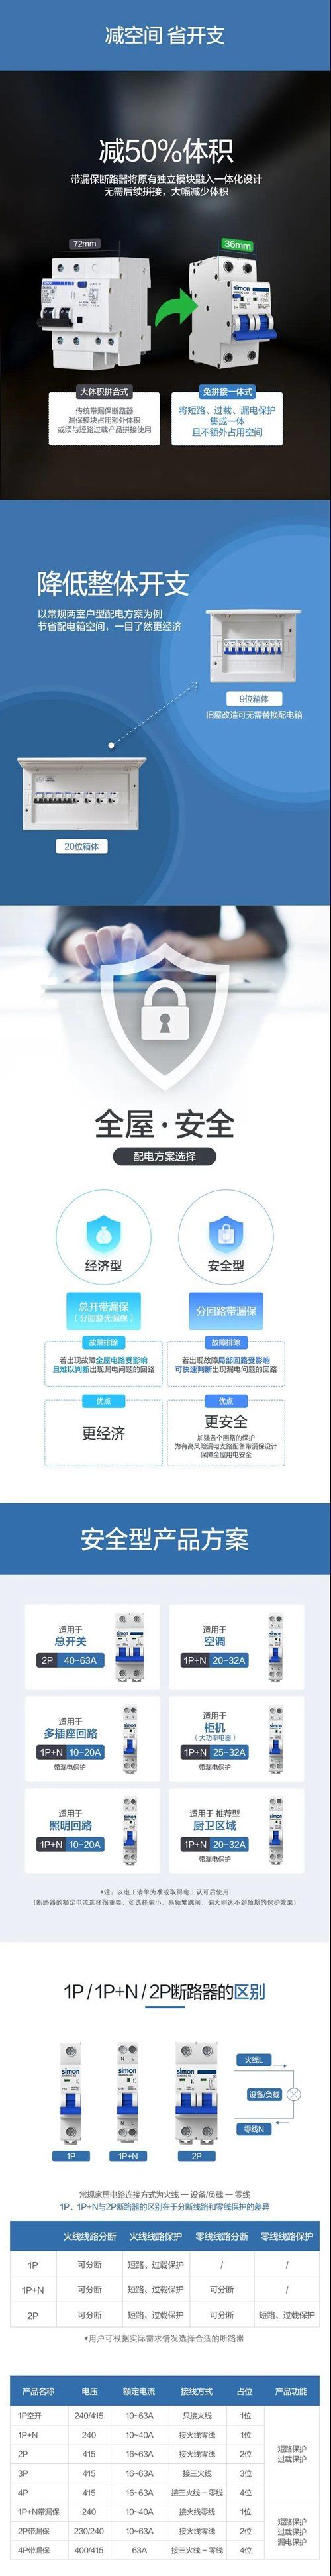 减空间 省开支
减50%体积
带漏保断路器将原有独立模块融入一体化设计
无需后续拼接，大幅减少体积
72mm
36mm
simon
大体积拼合式
免拼接一体式
传统带漏保断路器
漏保模块占用额外体积
或须与短路过载产品拼接使用
将短路、过载、漏电保护
集成一体
且不额外占用空间
降低整体开支
以常规两室户型配电方案为例
节省配电箱空间，一目了然更经济
9位箱体
旧屋改造可无需替换配电箱
20位箱体
全屋·安全
配电方案选择
经济型
安全型
总开带漏保
（分回路无漏保）
分回路带漏保
故障排除
故障排除
若出现故障全屋电路受影响
且难以判断出现漏电问题的回路
若出现故障局部回路受影响
可快速判断出现漏电问题的回路
优点
优点
更经济
更安全
加强各个回路的保护
为有高风险漏电支路配备带漏保设计
保障全屋用电安全
安全型产品方案
适用于
总开关
2P 40-63A
适用于
空调
1P+N 20-32A
适用于
多插座回路
1P+N 10-20A
带漏电保护
适用于
柜机
（大功率电器）
1P+N 25-32A
带漏电保护
适用于
照明回路
1P+N 10-20A
适用于 推荐型
厨卫区域
1P+N 20-32A
带漏电保护
*注：以电工清单为准或取得电工认可后使用
（断路器的额定电流选择很重要，如选择偏小，易频繁跳闸，偏大则达不到预期的保护效果）
1P / 1P+N / 2P断路器的区别
simon
simon
simon
N L
N L
1P
1P+N
2P
火线L
设备/负载
零线N
常规家居电路连接方式为火线 — 设备/负载 — 零线
1P、1P+N与2P断路器的区别在于分断线路和零线保护的差异
火线线路分断 火线线路保护 零线线路分断 零线线路保护
1P 可分断 短路、过载保护 / /
1P+N 可分断 短路、过载保护 可分断 /
2P 可分断 短路、过载保护 可分断 短路、过载保护
*用户可根据实际需求情况选择合适的断路器
产品名称 电压 额定电流 接线方式 占位 产品功能
1P空开 240/415 10~63A 只接火线 1位
1P+N 240 10~40A 接火线零线 1位
2P 415 16~63A 接火线零线 2位
3P 415 16~63A 接三火线 3位
4P 415 16~63A 接三火线 - 零线 4位
短路保护
过载保护
1P+N带漏保 240 10~40A 接火线零线 1位
2P带漏保 230/240 10~63A 接火线零线 2位
4P带漏保 400/415 63A 接三火线 - 零线 4位
短路保护
过载保护
漏电保护